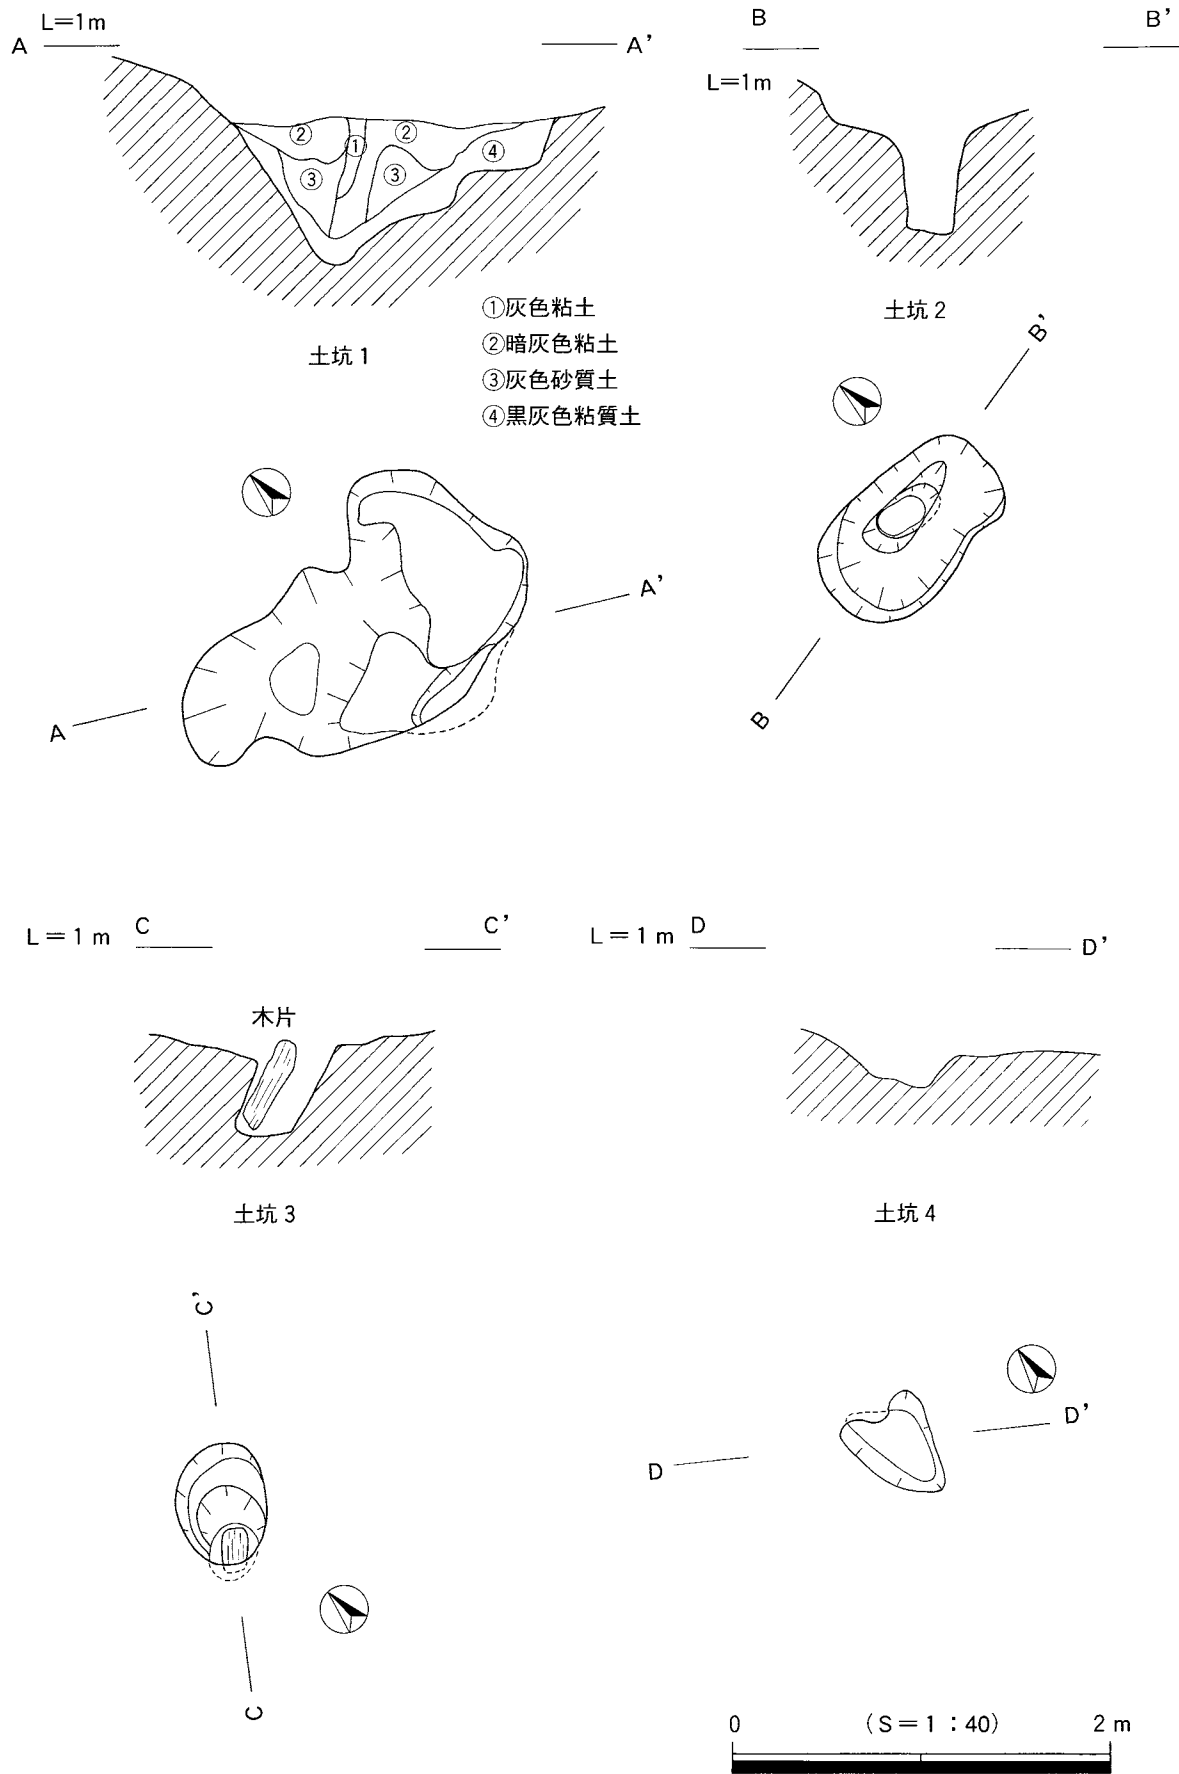 L=1m
A
A’
②
①
②
④
③
③
①灰色粘土
②暗灰色粘土
③灰色砂質土
④黒灰色粘質土
土坑1
A
A’
B
B’
L=1m
土坑2
B’
B
L=1m
C
C’
木片
土坑3
C’
C
L=1m
D
D’
土坑4
D
D’
0 (S=1:40) 2m